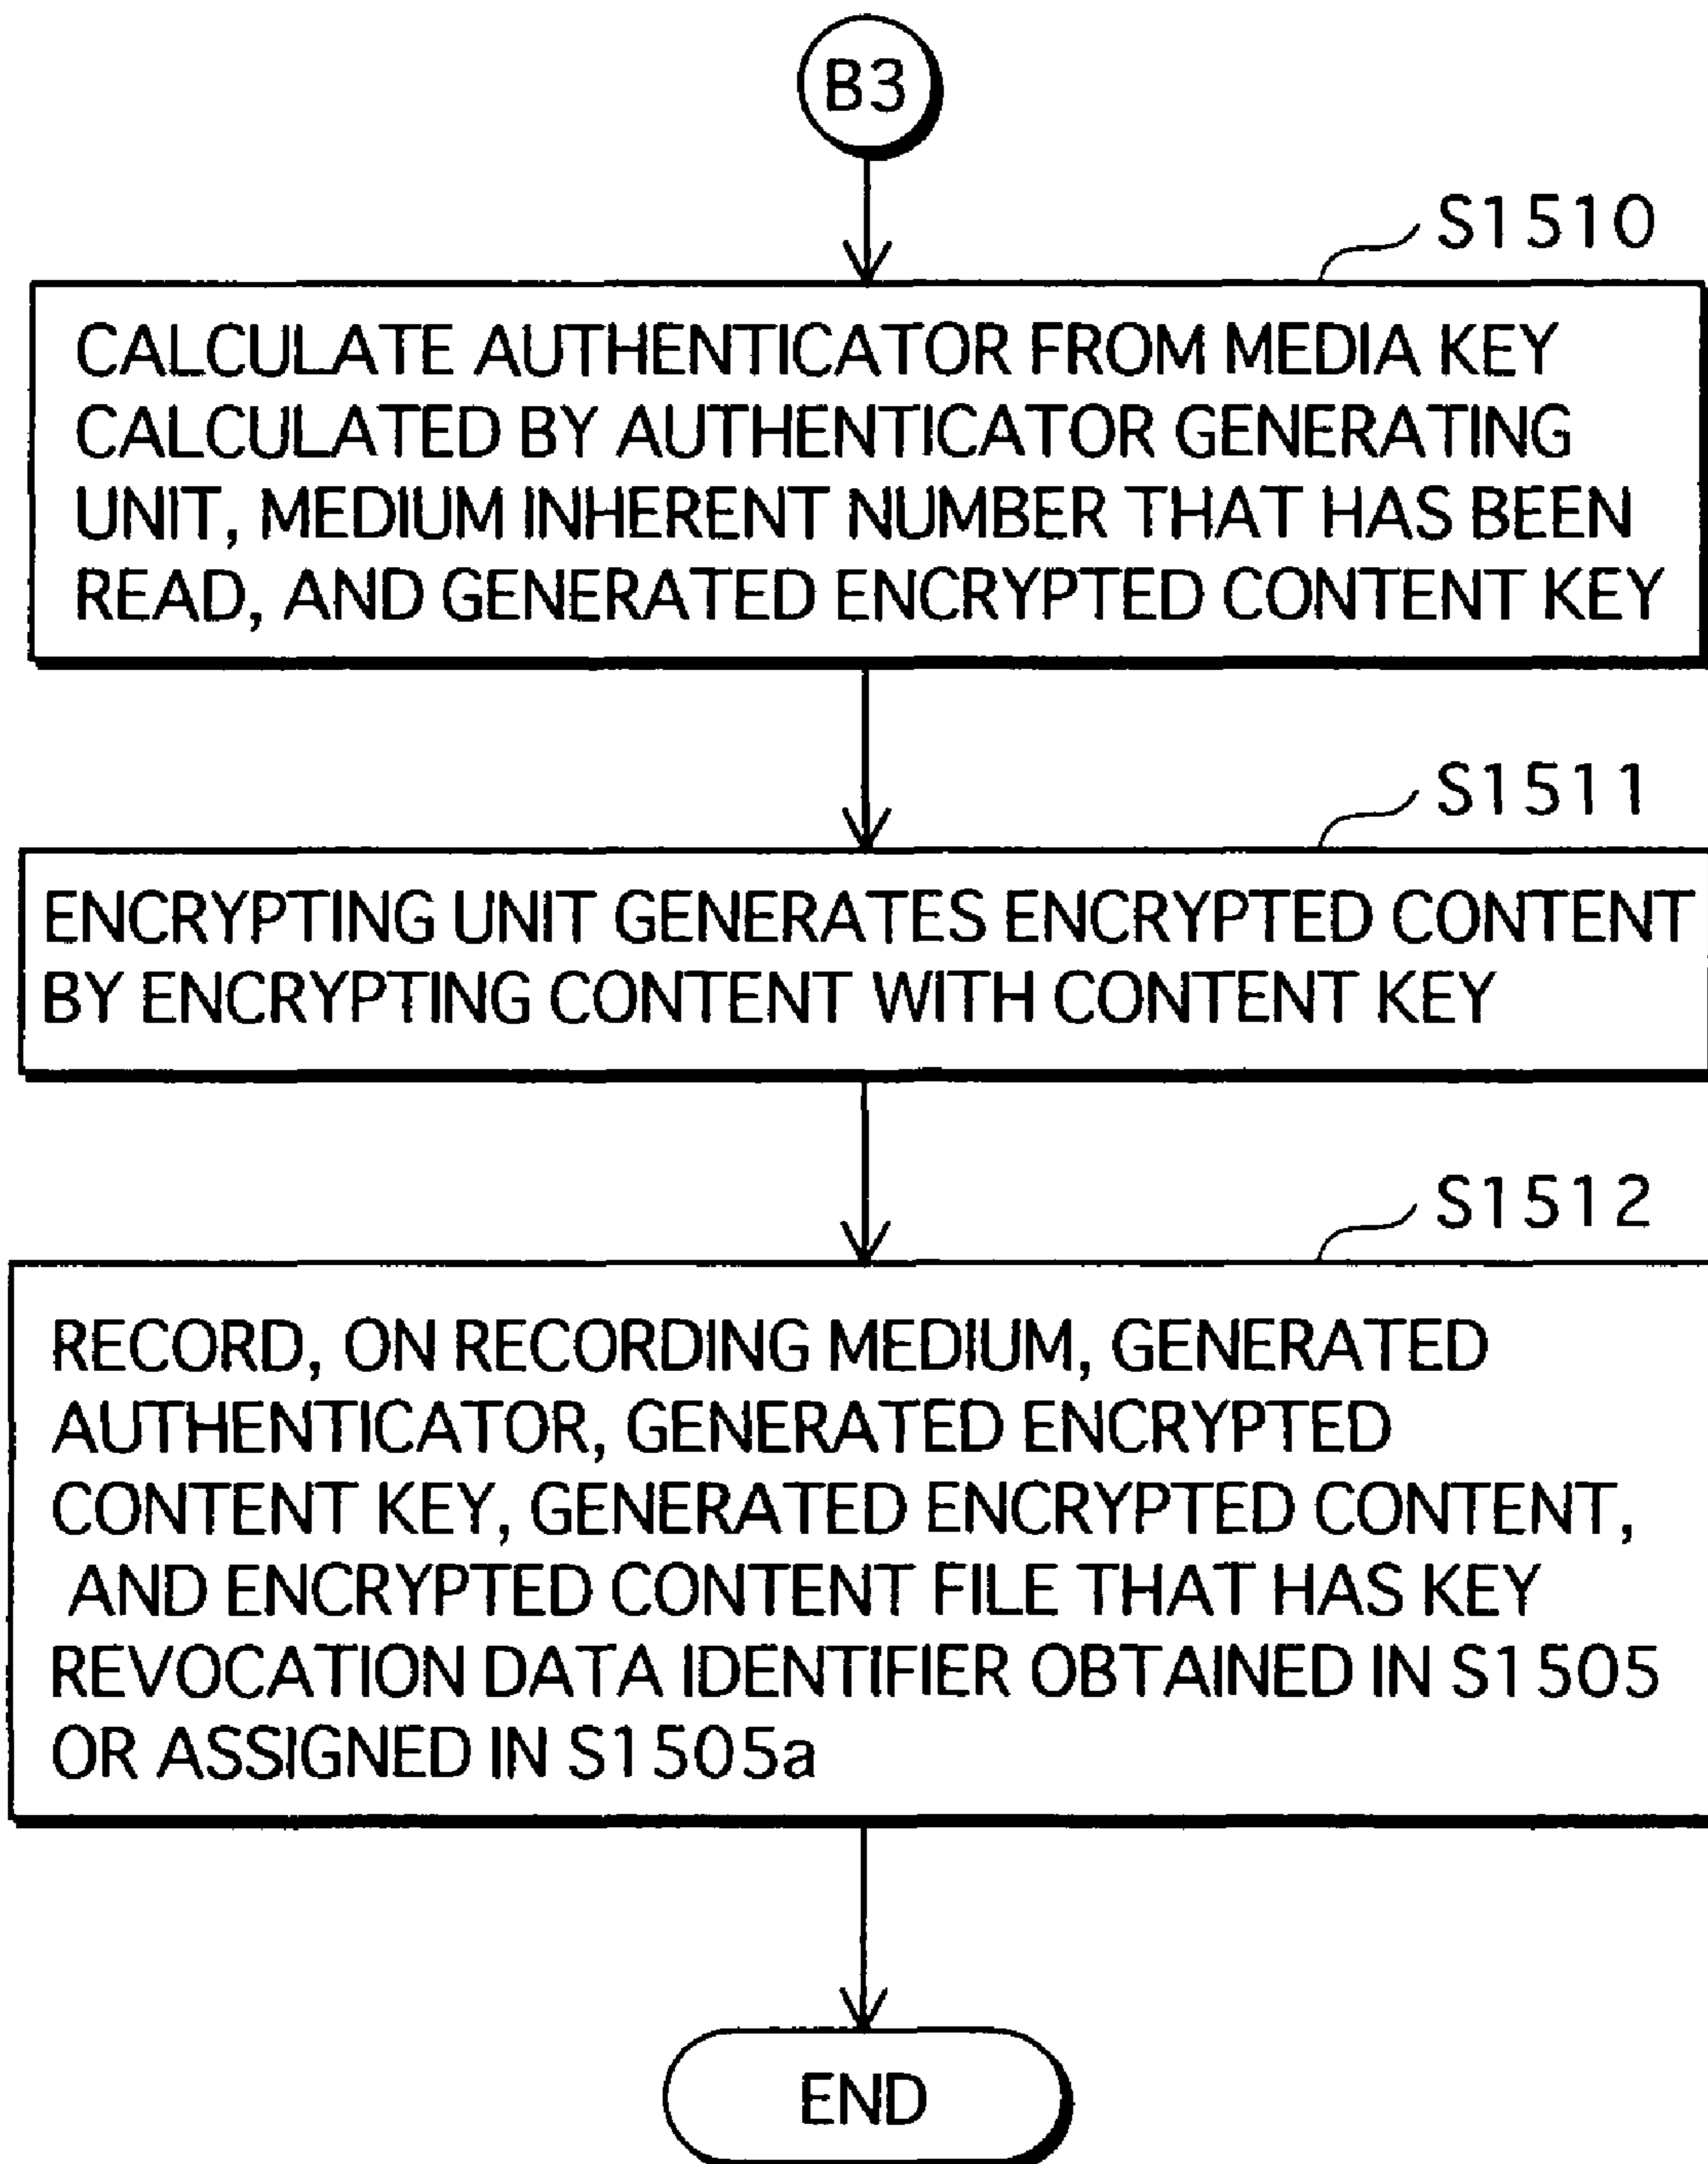 B3
S1510
CALCULATE AUTHENTICATOR FROM MEDIA KEY
CALCULATED BY AUTHENTICATOR GENERATING
UNIT, MEDIUM INHERENT NUMBER THAT HAS BEEN
READ, AND GENERATED ENCRYPTED CONTENT KEY
S1511
ENCRYPTING UNIT GENERATES ENCRYPTED CONTENT
BY ENCRYPTING CONTENT WITH CONTENT KEY
S1512
RECORD, ON RECORDING MEDIUM, GENERATED
AUTHENTICATOR, GENERATED ENCRYPTED
CONTENT KEY, GENERATED ENCRYPTED CONTENT,
AND ENCRYPTED CONTENT FILE THAT HAS KEY
REVOCATION DATA IDENTIFIER OBTAINED IN S1505
OR ASSIGNED IN S1505a
END